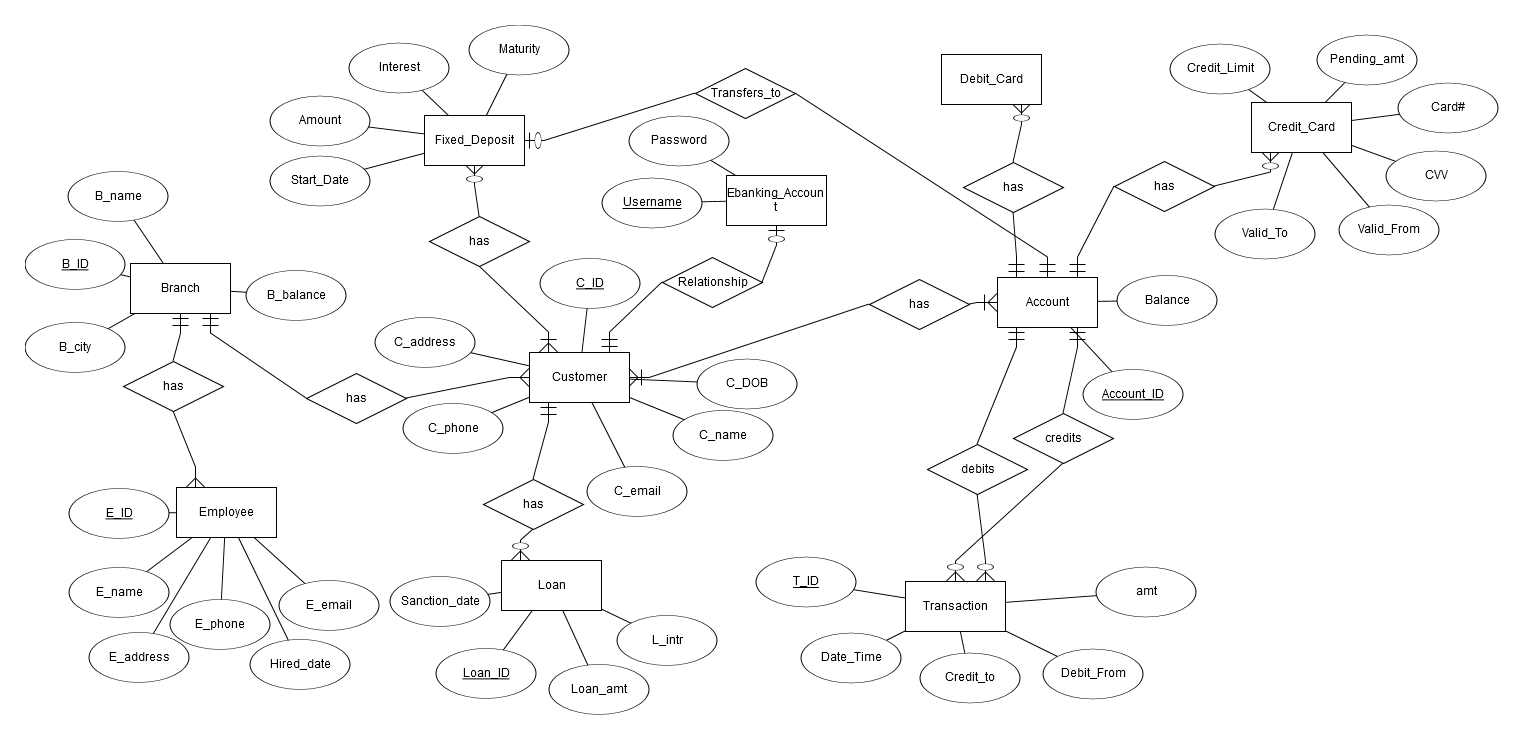 Maturity
Interest
Debit_Card
Credit_Limit
Pending_amt
Transfers_to
Card#
Amount
Fixed_Deposit
Credit_Card
Password
CVV
Start_Date
has
has
B_name
Ebanking_Accoun
t
Username
Valid_To
Valid_From
has
B_ID
Branch
B_balance
C_ID
Relationship
has
Account
Balance
B_city
C_address
Customer
C_DOB
has
has
Account_ID
C_phone
C_name
credits
debits
E_ID
Employee
C_email
has
E_name
E_email
Sanction_date
Loan
T_ID
Transaction
amt
E_phone
L_intr
E_address
Hired_date
Loan_ID
Loan_amt
Date_Time
Credit_to
Debit_From